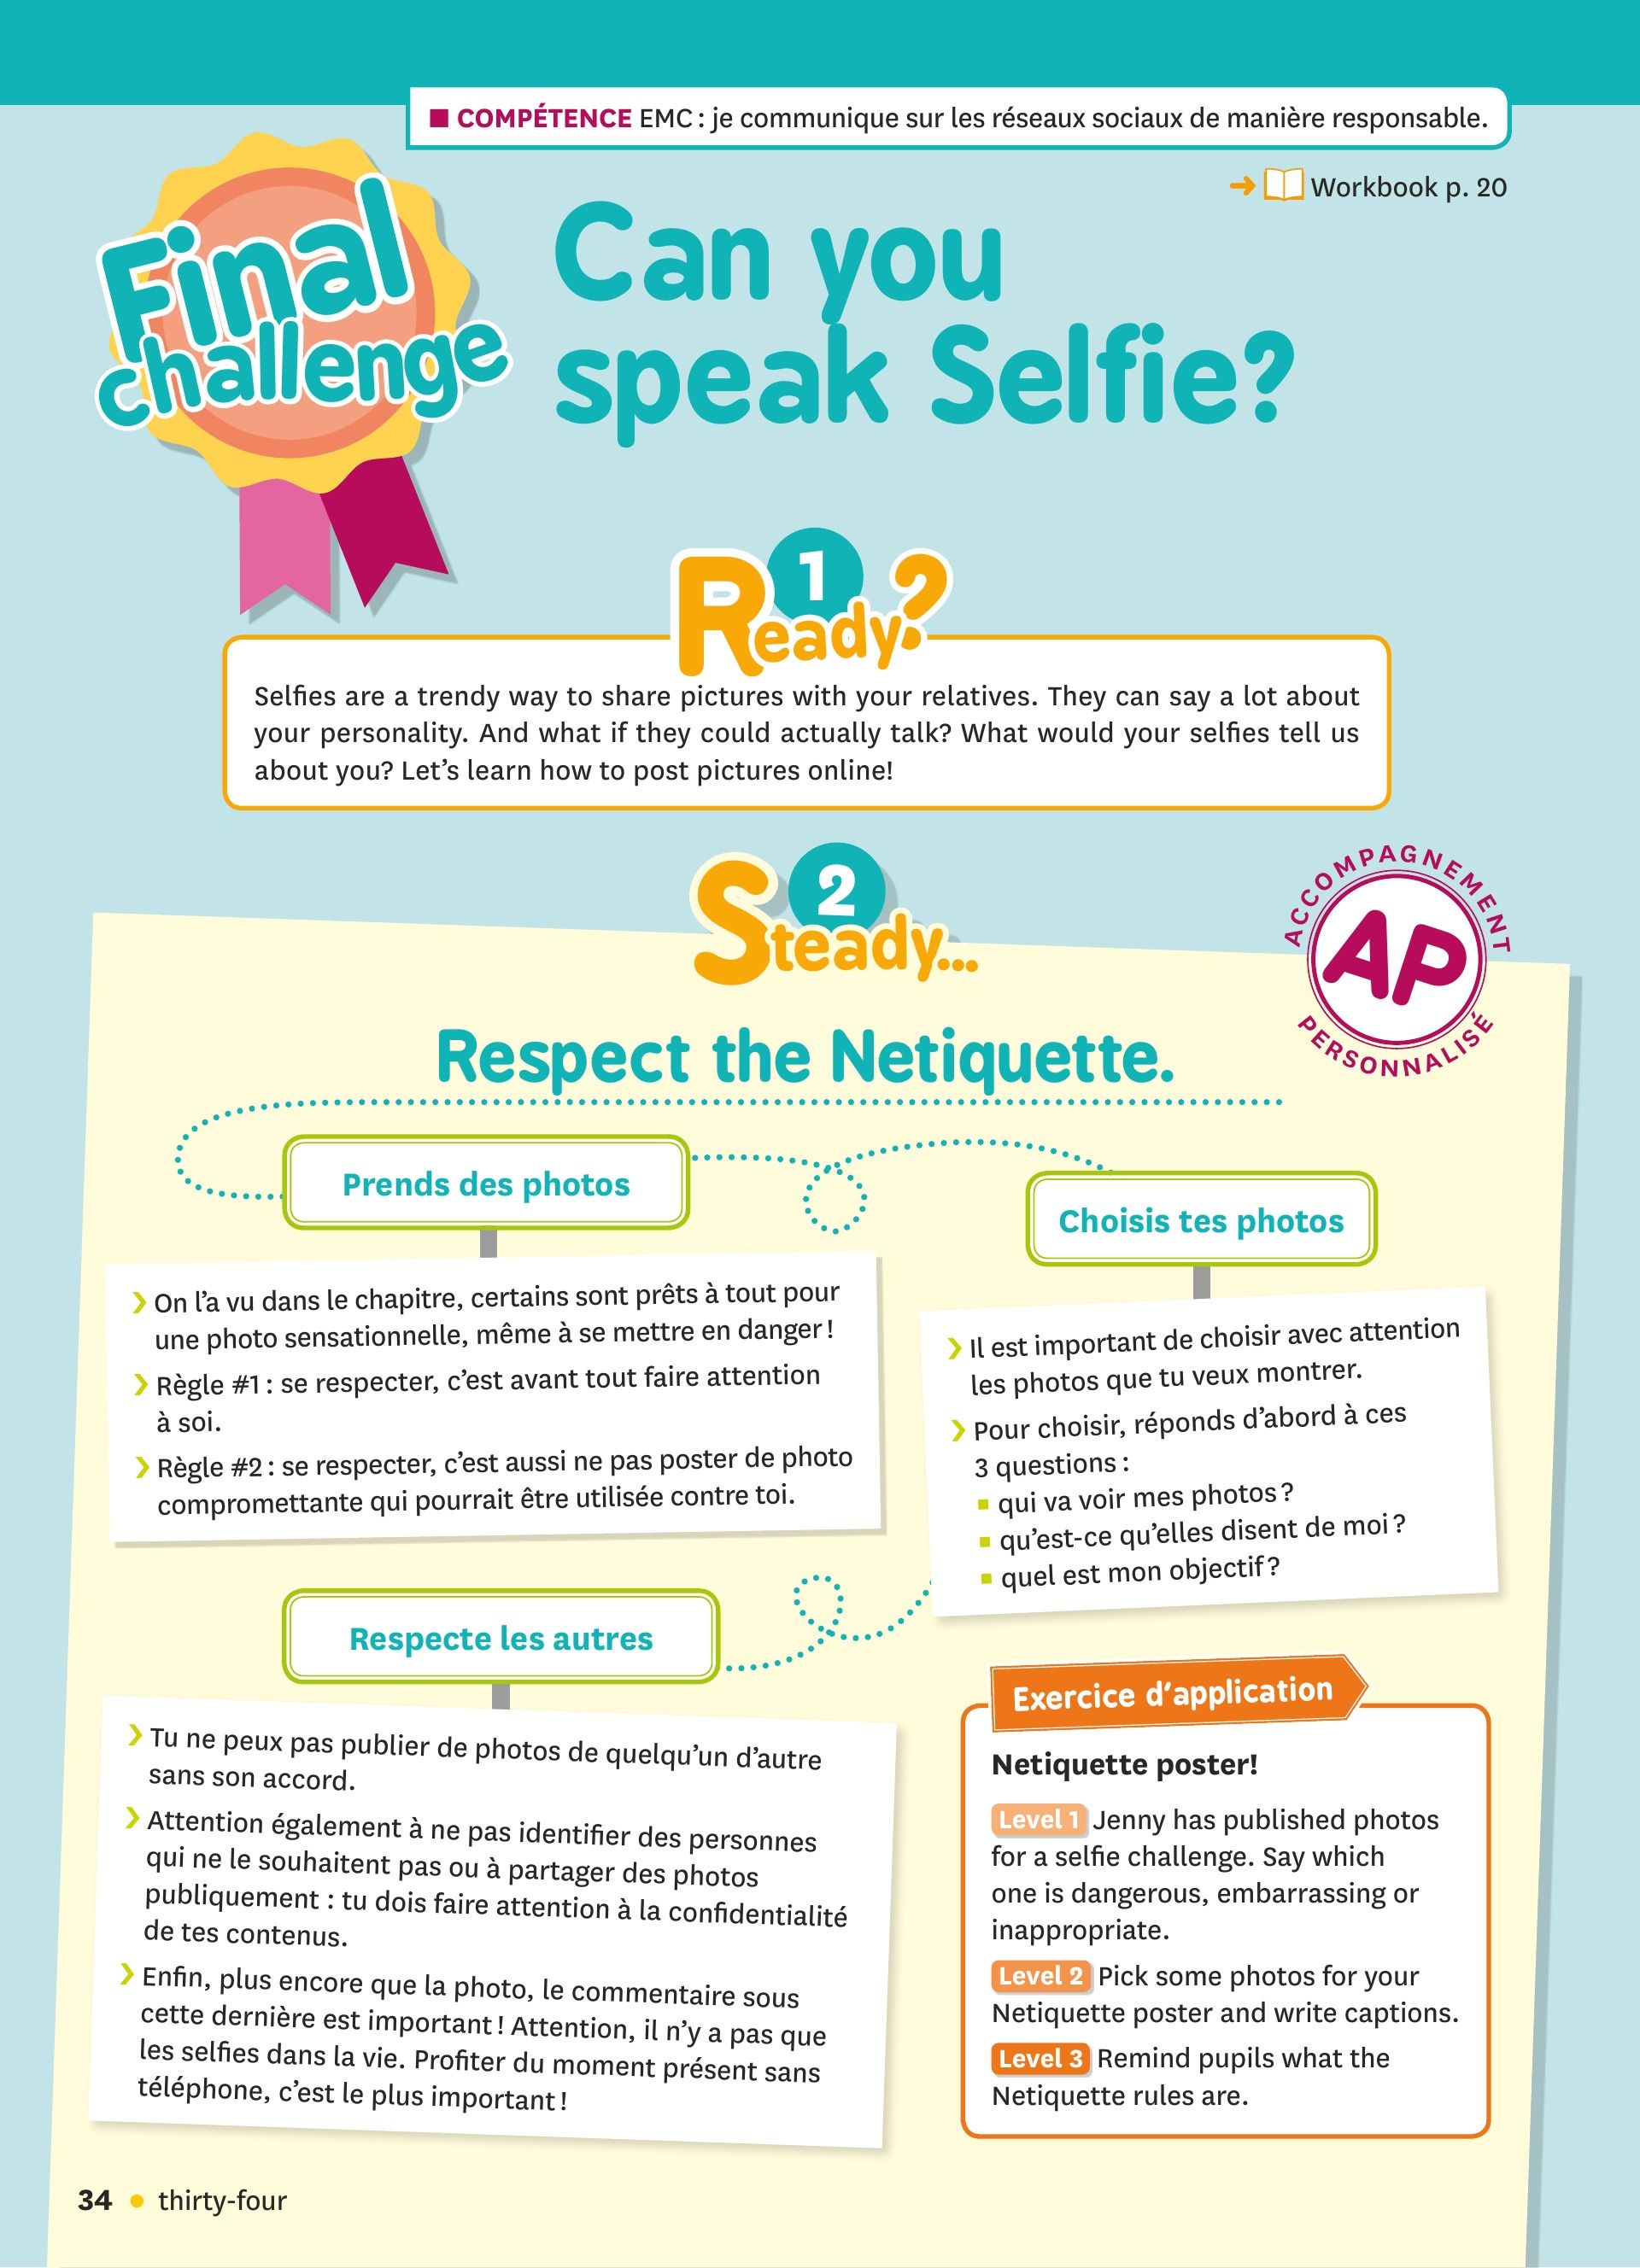 ■ COMPÉTENCE EMC : je communique sur les réseaux sociaux de manière responsable.
Workbook p. 20
Final
challenge
Can you
speak Selfie?
1
Ready?
Selfies are a trendy way to share pictures with your relatives. They can say a lot about
your personality. And what if they could actually talk? What would your selfies tell us
about you? Let's learn how to post pictures online!
2
Steady...
ACCOMPAGNEMENT
AP
PERSONNALISÉ
Respect the Netiquette.
Prends des photos
On l'a vu dans le chapitre, certains sont prêts à tout pour
une photo sensationnelle, même à se mettre en danger !
Règle #1 : se respecter, c'est avant tout faire attention
à soi.
Règle #2 : se respecter, c'est aussi ne pas poster de photo
compromettante qui pourrait être utilisée contre toi.
Choisis tes photos
Il est important de choisir avec attention
les photos que tu veux montrer.
Pour choisir, réponds d'abord à ces
3 questions :
qui va voir mes photos ?
qu'est-ce qu'elles disent de moi ?
quel est mon objectif ?
Respecte les autres
Tu ne peux pas publier de photos de quelqu'un d'autre
sans son accord.
Attention également à ne pas identifier des personnes
qui ne le souhaitent pas ou à partager des photos
publiquement : tu dois faire attention à la confidentialité
de tes contenus.
Enfin, plus encore que la photo, le commentaire sous
cette dernière est important ! Attention, il n'y a pas que
les selfies dans la vie. Profiter du moment présent sans
téléphone, c'est le plus important !
Exercice d'application
Netiquette poster!
Level 1 Jenny has published photos
for a selfie challenge. Say which
one is dangerous, embarrassing or
inappropriate.
Level 2 Pick some photos for your
Netiquette poster and write captions.
Level 3 Remind pupils what the
Netiquette rules are.
34 • thirty-four